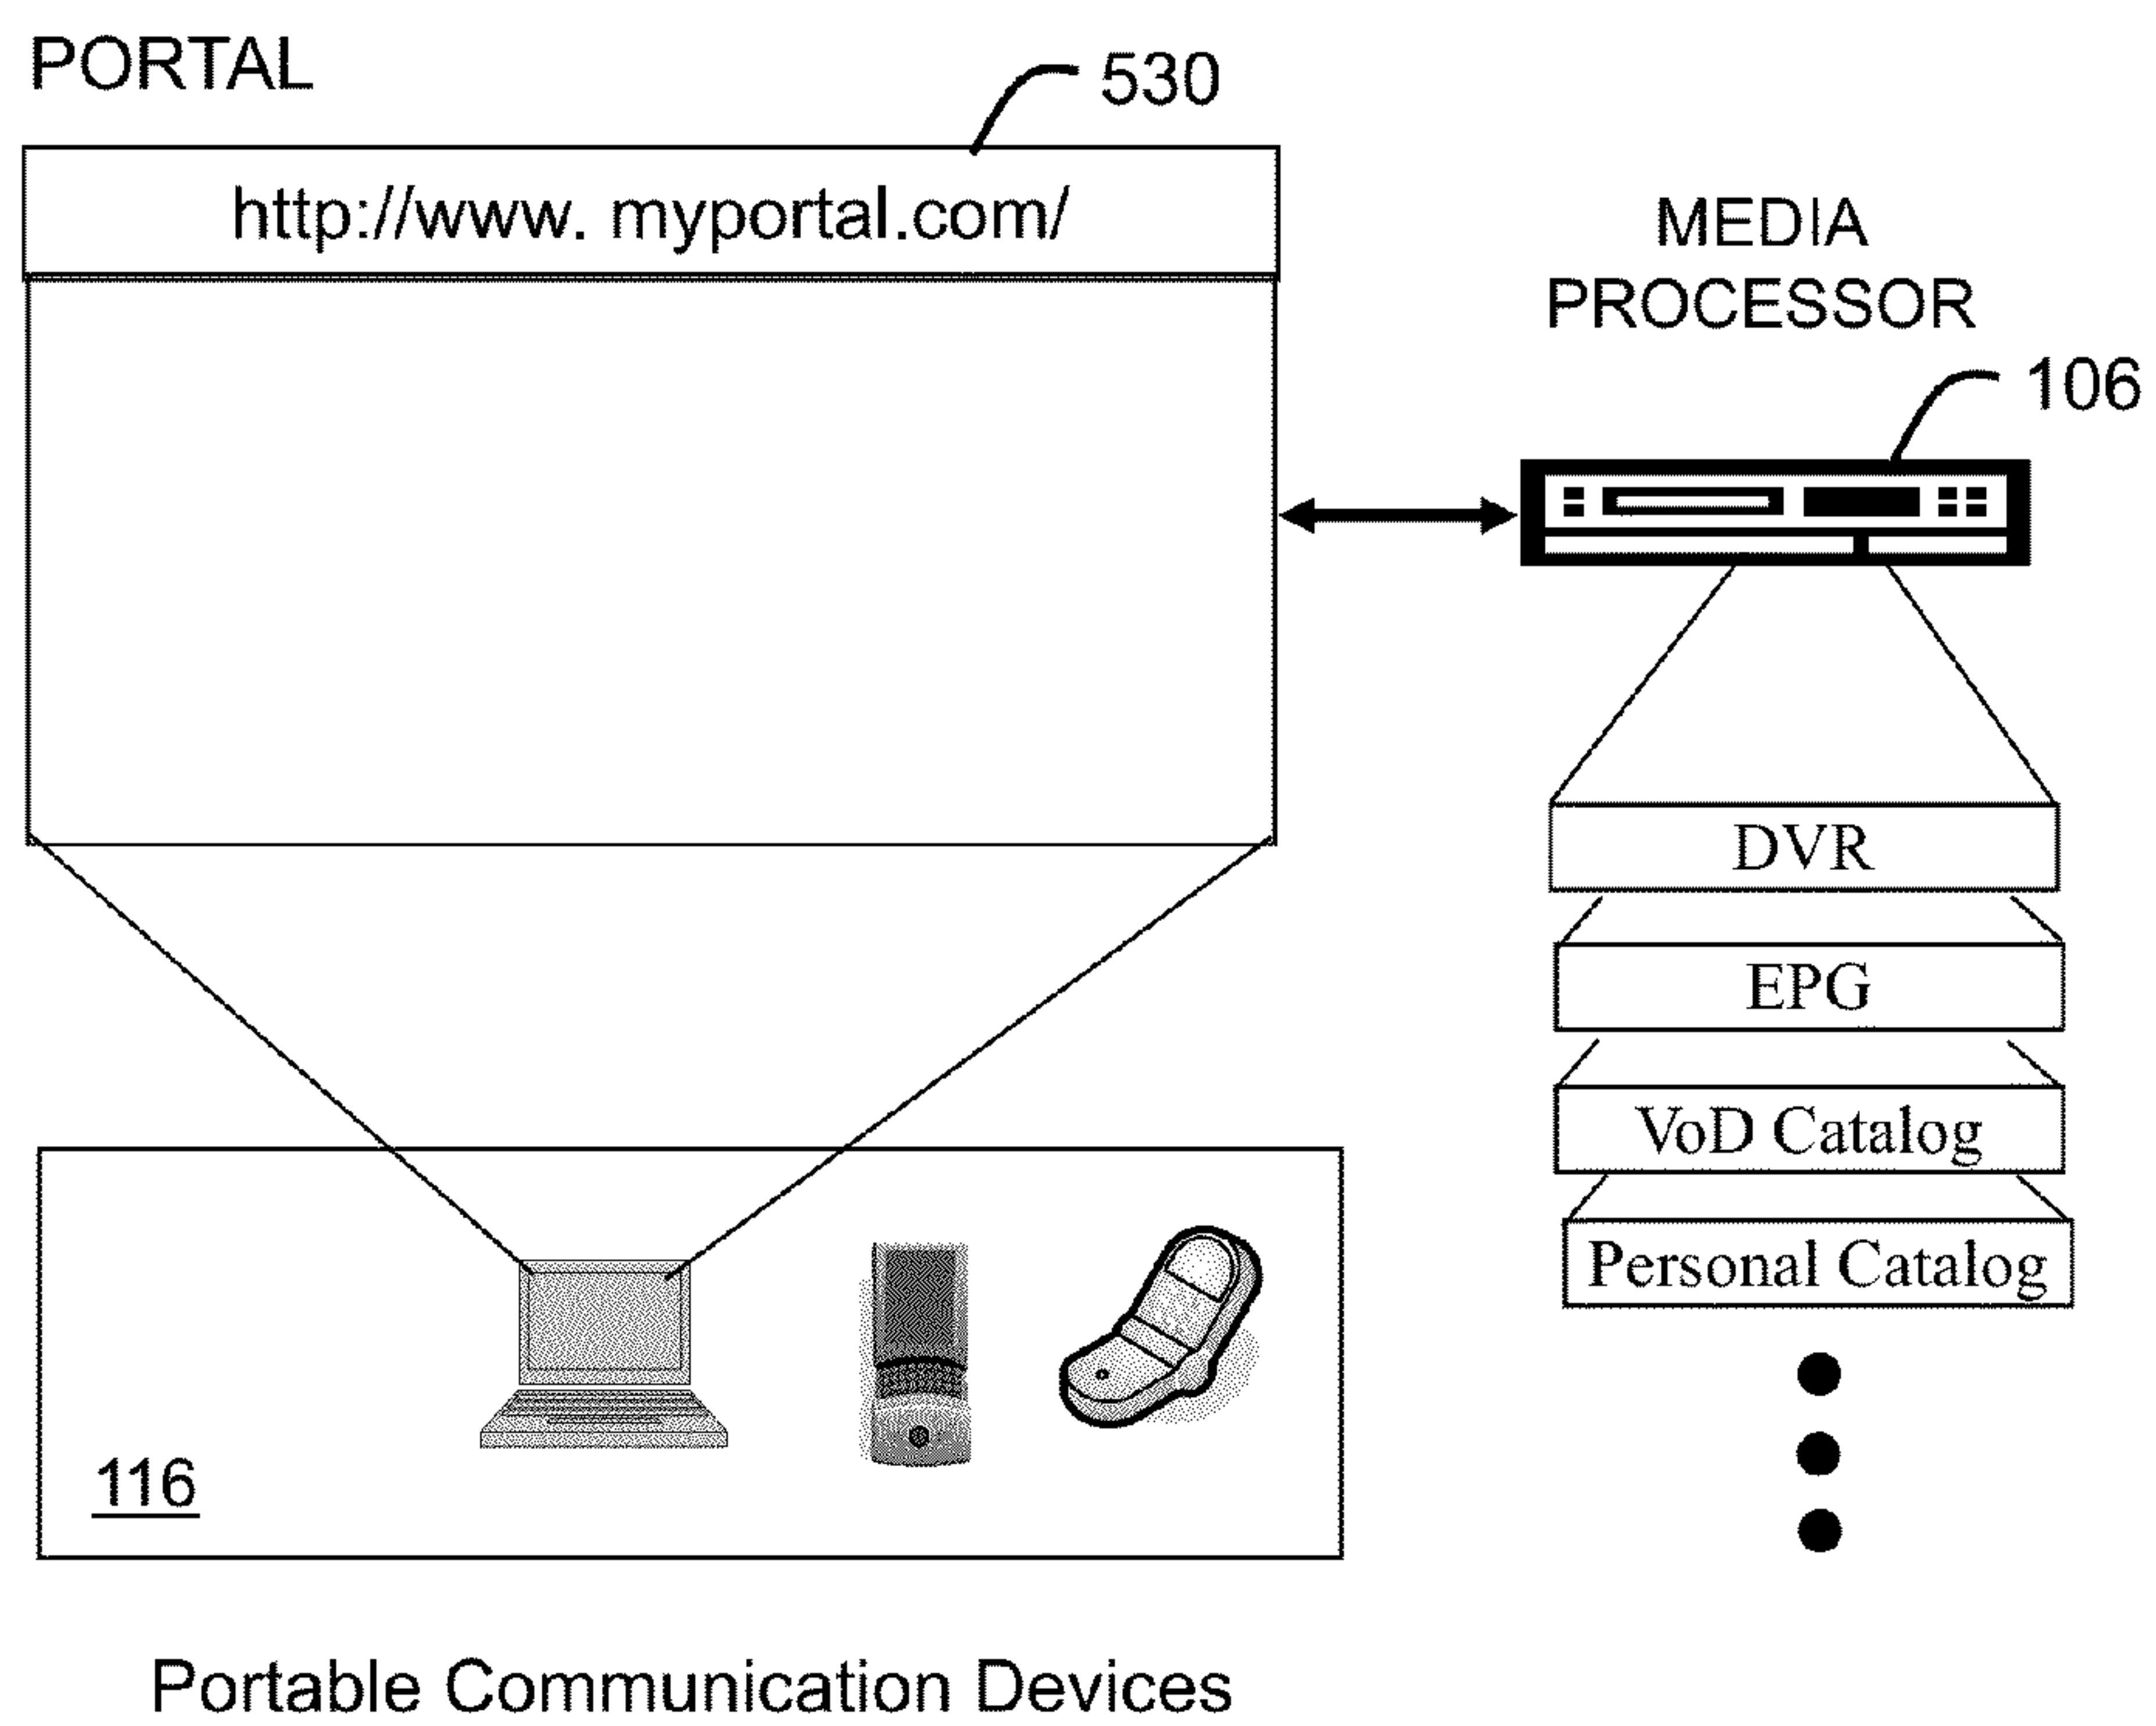 PORTAL
530
http://www. myportal.com/
MEDIA
PROCESSOR
106
DVR
EPG
VoD Catalog
Personal Catalog
116
Portable Communication Devices